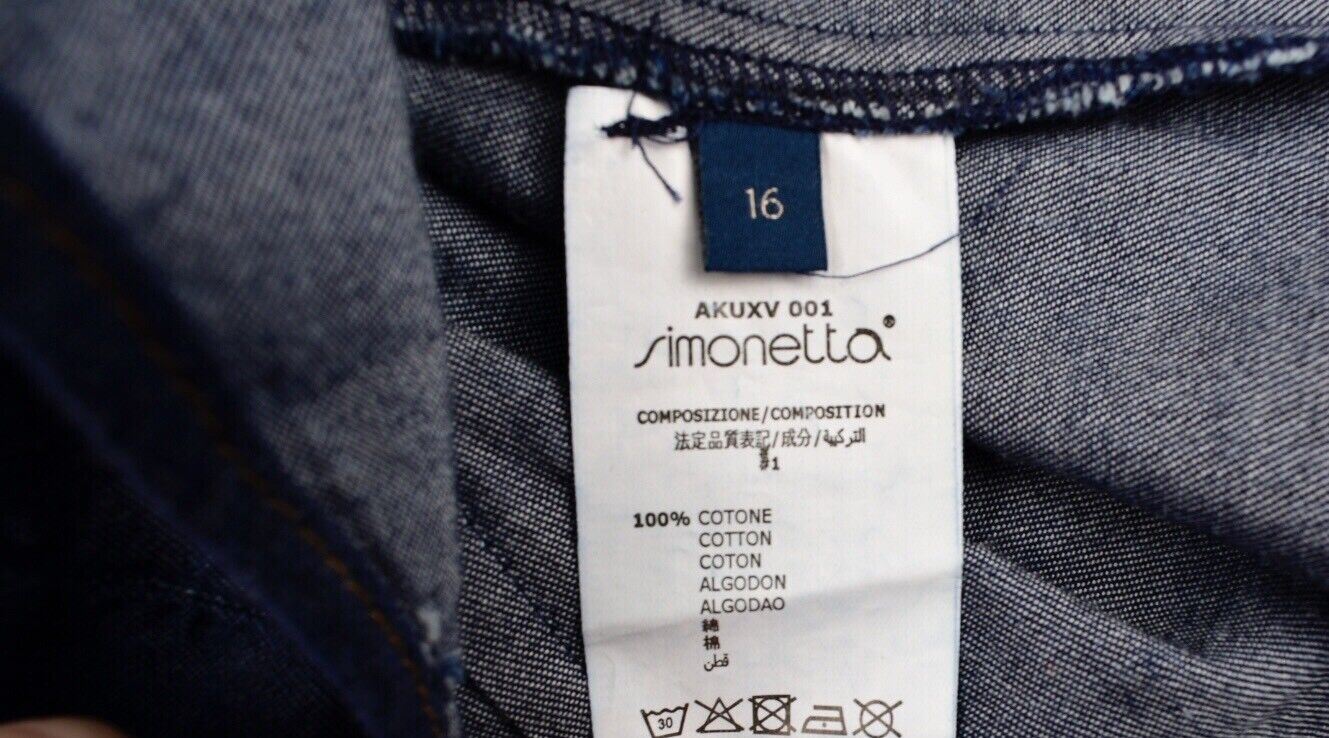 16
AKUXV 001
simonetta®
COMPOSIZIONE/COMPOSITION
法定品質表記/成分/التركيبة
#1
100% COTONE
COTTON
COTON
ALGODON
ALGODAO
綿
棉
قطن
30